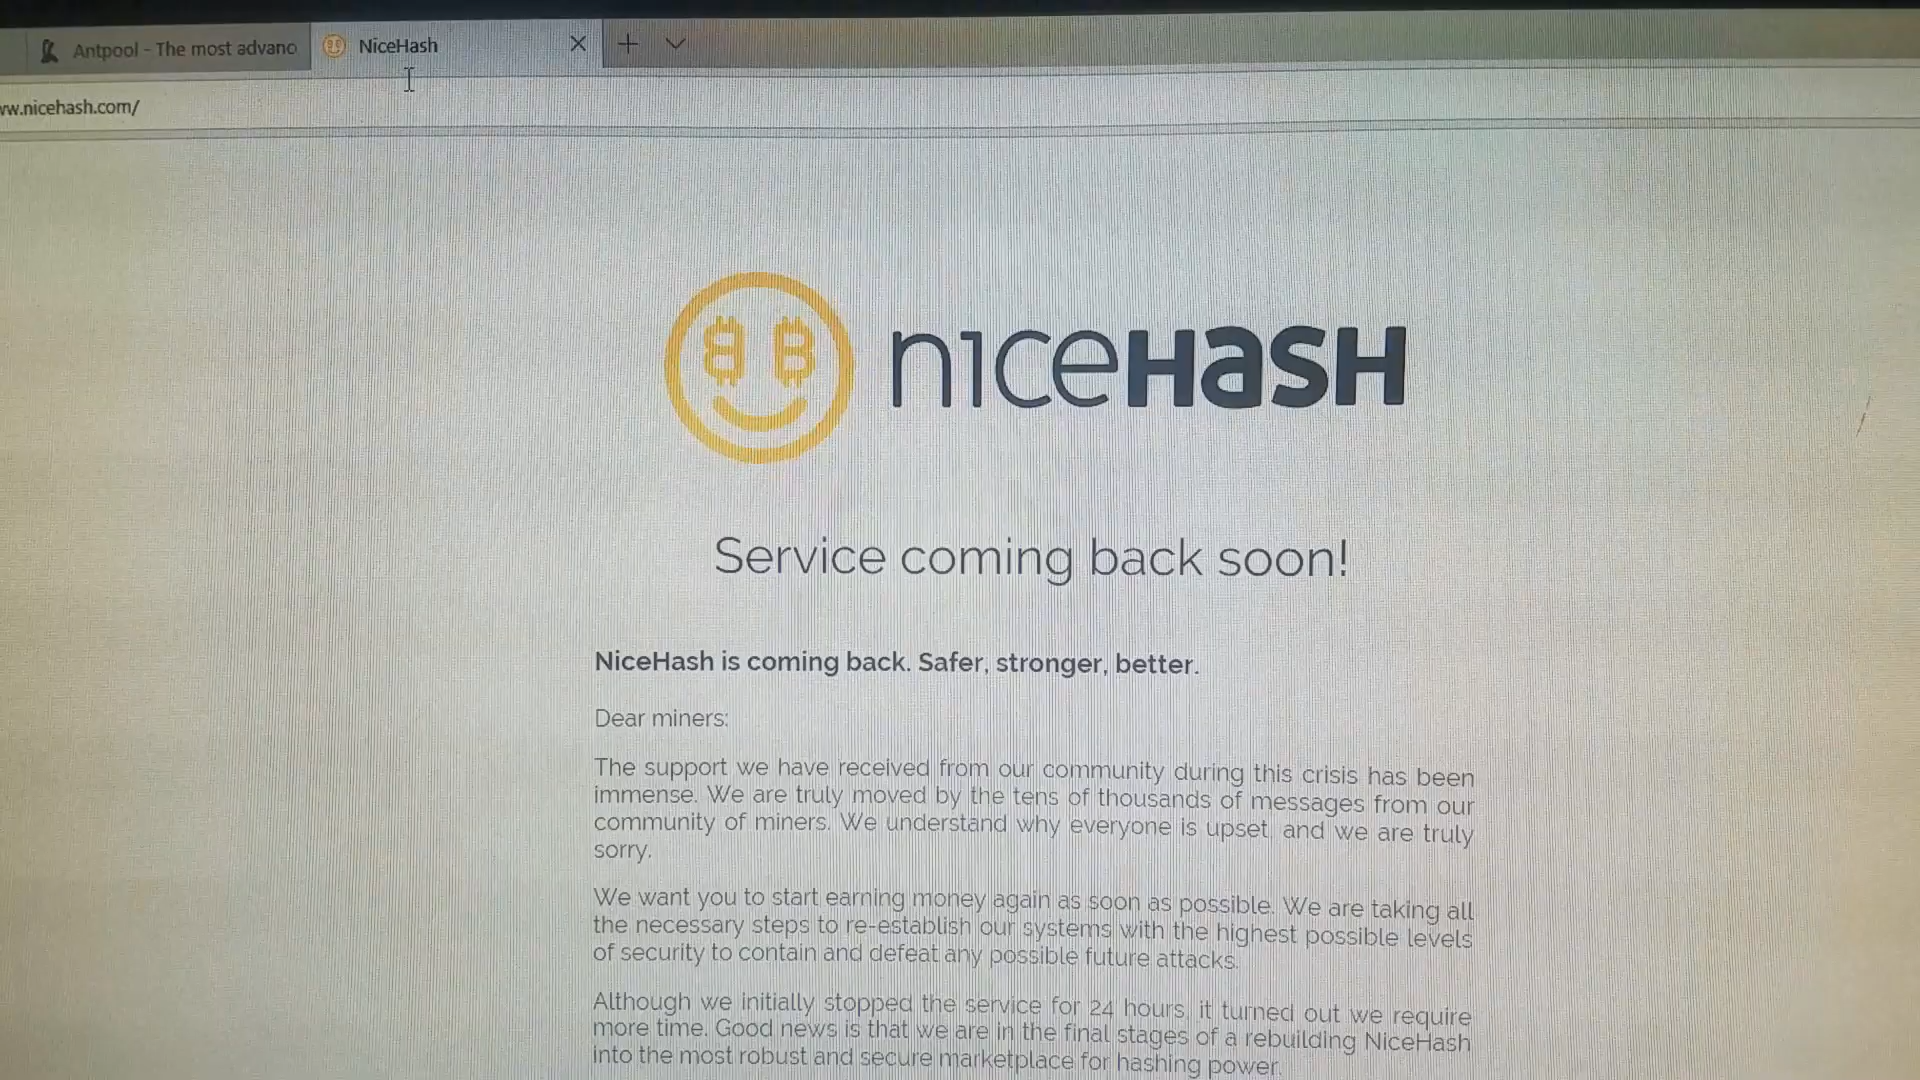 Antpool - The most advanc
NiceHash
ww.nicehash.com/
niceHasH
Service coming back soon!
NiceHash is coming back. Safer, stronger, better.
Dear miners:
The support we have received from our community during this crisis has been
immense. We are truly moved by the tens of thousands of messages from our
community of miners. We understand why everyone is upset, and we are truly
sorry.
We want you to start earning money again as soon as possible. We are taking all
the necessary steps to re-establish our systems with the highest possible levels
of security to contain and defeat any possible future attacks.
Although we initially stopped the service for 24 hours, it turned out we require
more time. Good news is that we are in the final stages of a rebuilding NiceHash
into the most robust and secure marketplace for hashing power.